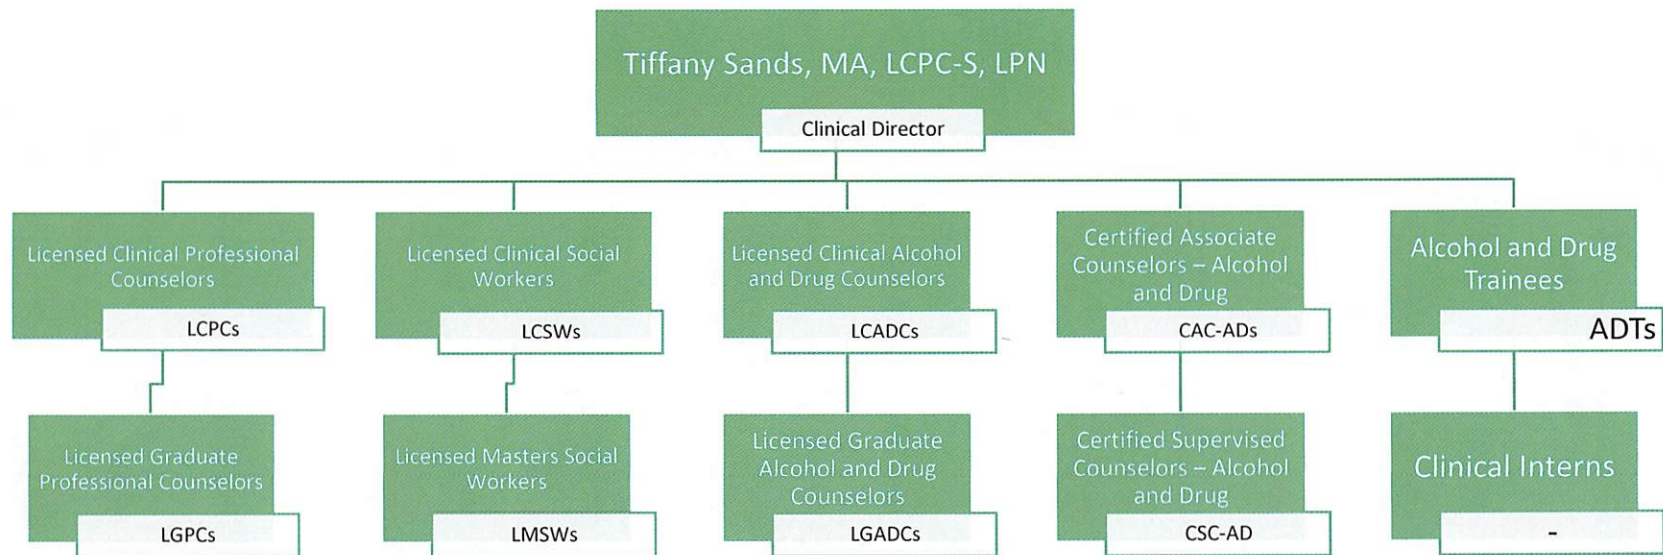 Tiffany Sands, MA, LCPC-S, LPN
Clinical Director
Licensed Clinical Professional
Counselors
LCPCs
Licensed Clinical Social
Workers
LCSWs
Licensed Clinical Alcohol
and Drug Counselors
LCADCs
Certified Associate
Counselors – Alcohol
and Drug
CAC-ADs
Alcohol and Drug
Trainees
ADTs
Licensed Graduate
Professional Counselors
LGPCs
Licensed Masters Social
Workers
LMSWs
Licensed Graduate
Alcohol and Drug
Counselors
LGADCs
Certified Supervised
Counselors – Alcohol
and Drug
CSC-AD
Clinical Interns
-